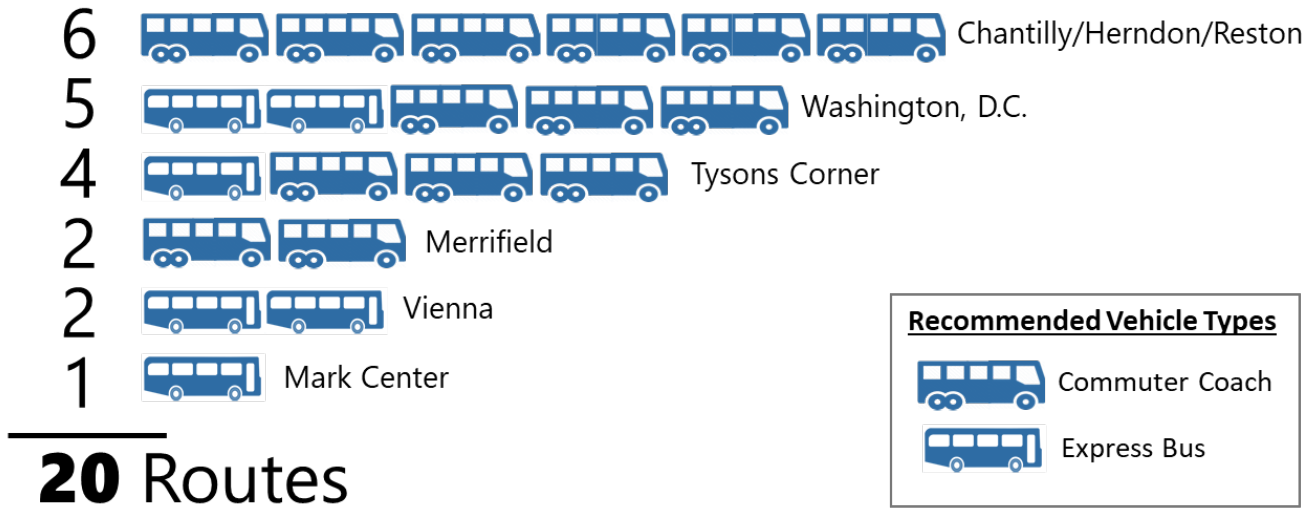 6 Chantilly/Herndon/Reston
5 Washington, D.C.
4 Tysons Corner
2 Merrifield
2 Vienna
1 Mark Center
20 Routes
Recommended Vehicle Types
Commuter Coach
Express Bus